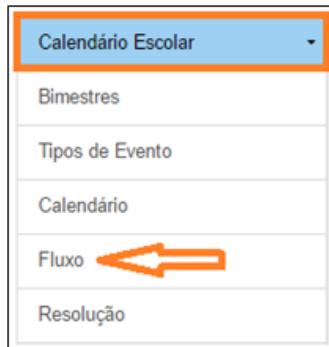 Calendário Escolar
Bimestres
Tipos de Evento
Calendário
Fluxo
Resolução